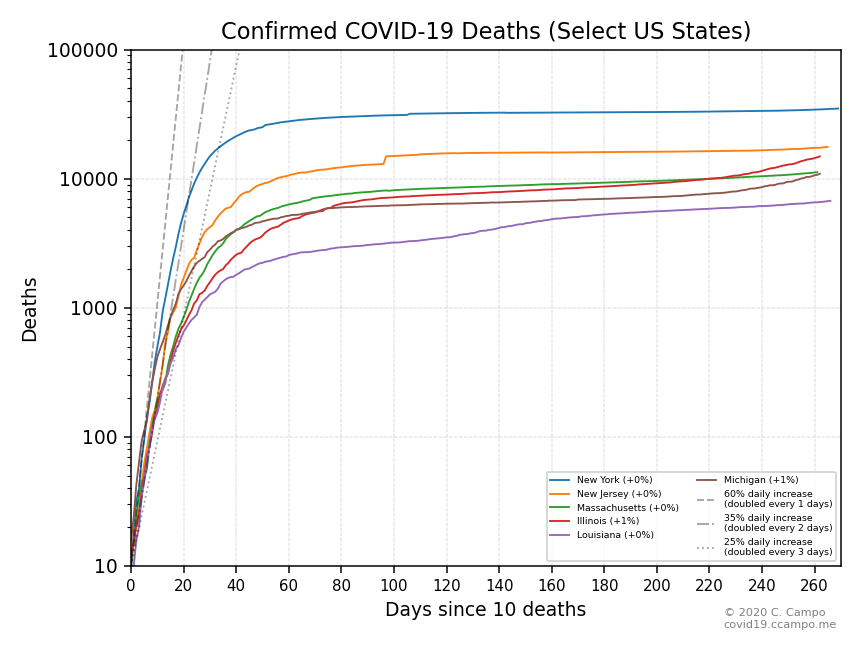 Confirmed COVID-19 Deaths (Select US States)
100000
10000
1000
100
10
Deaths
0 20 40 60 80 100 120 140 160 180 200 220 240 260
Days since 10 deaths
New York (+0%)
New Jersey (+0%)
Massachusetts (+0%)
Illinois (+1%)
Louisiana (+0%)
Michigan (+1%)
60% daily increase
(doubled every 1 days)
35% daily increase
(doubled every 2 days)
25% daily increase
(doubled every 3 days)
© 2020 C. Campo
covid19.ccampo.me